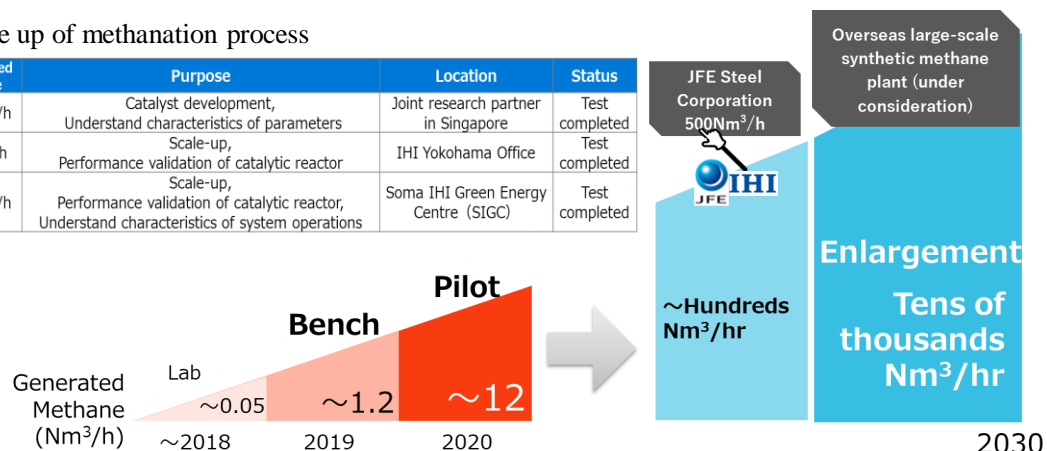 e up of methanation process
ed
e
Purpose
Location
Status
/h
Catalyst development,
Understand characteristics of parameters
Joint research partner
in Singapore
Test
completed
h
Scale-up,
Performance validation of catalytic reactor
IHI Yokohama Office
Test
completed
/h
Scale-up,
Performance validation of catalytic reactor,
Understand characteristics of system operations
Soma IHI Green Energy
Centre（SIGC）
Test
completed
JFE Steel
Corporation
500Nm³/h
Overseas large-scale
synthetic methane
plant (under
consideration)
JFE
IHI
Enlargement
Tens of
thousands
Nm³/hr
～Hundreds
Nm³/hr
Pilot
Bench
Lab
Generated
Methane
(Nm³/h)
～0.05
～1.2
～12
～2018
2019
2020
2030